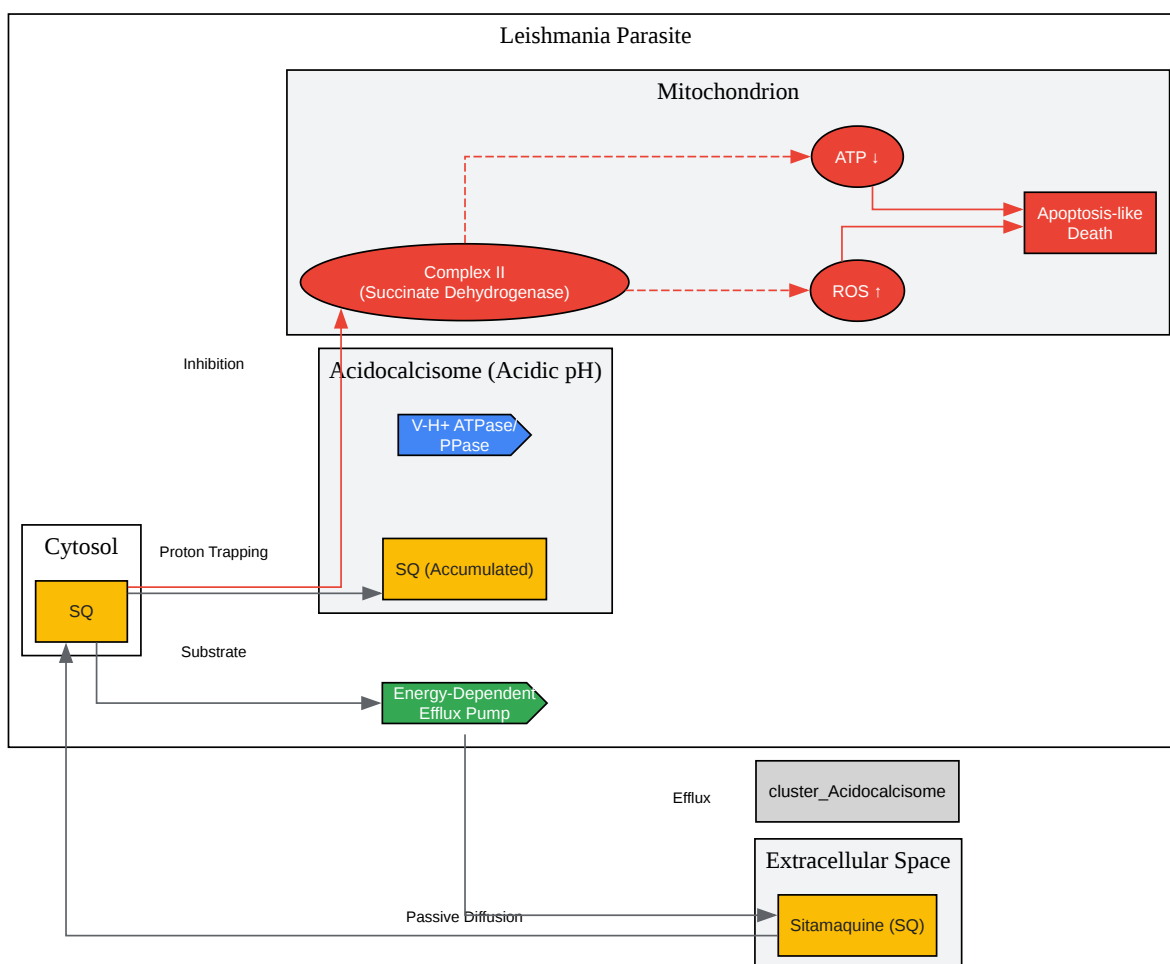 Leishmania Parasite
Mitochondrion
ATP ↓
Apoptosis-like
Death
Complex II
(Succinate Dehydrogenase)
ROS ↑
Inhibition
Acidocalcisome (Acidic pH)
V-H+ ATPase/
PPase
Cytosol
Proton Trapping
SQ (Accumulated)
SQ
Substrate
Energy-Dependent
Efflux Pump
Efflux
cluster_Acidocalcisome
Extracellular Space
Passive Diffusion
Sitamaquine (SQ)